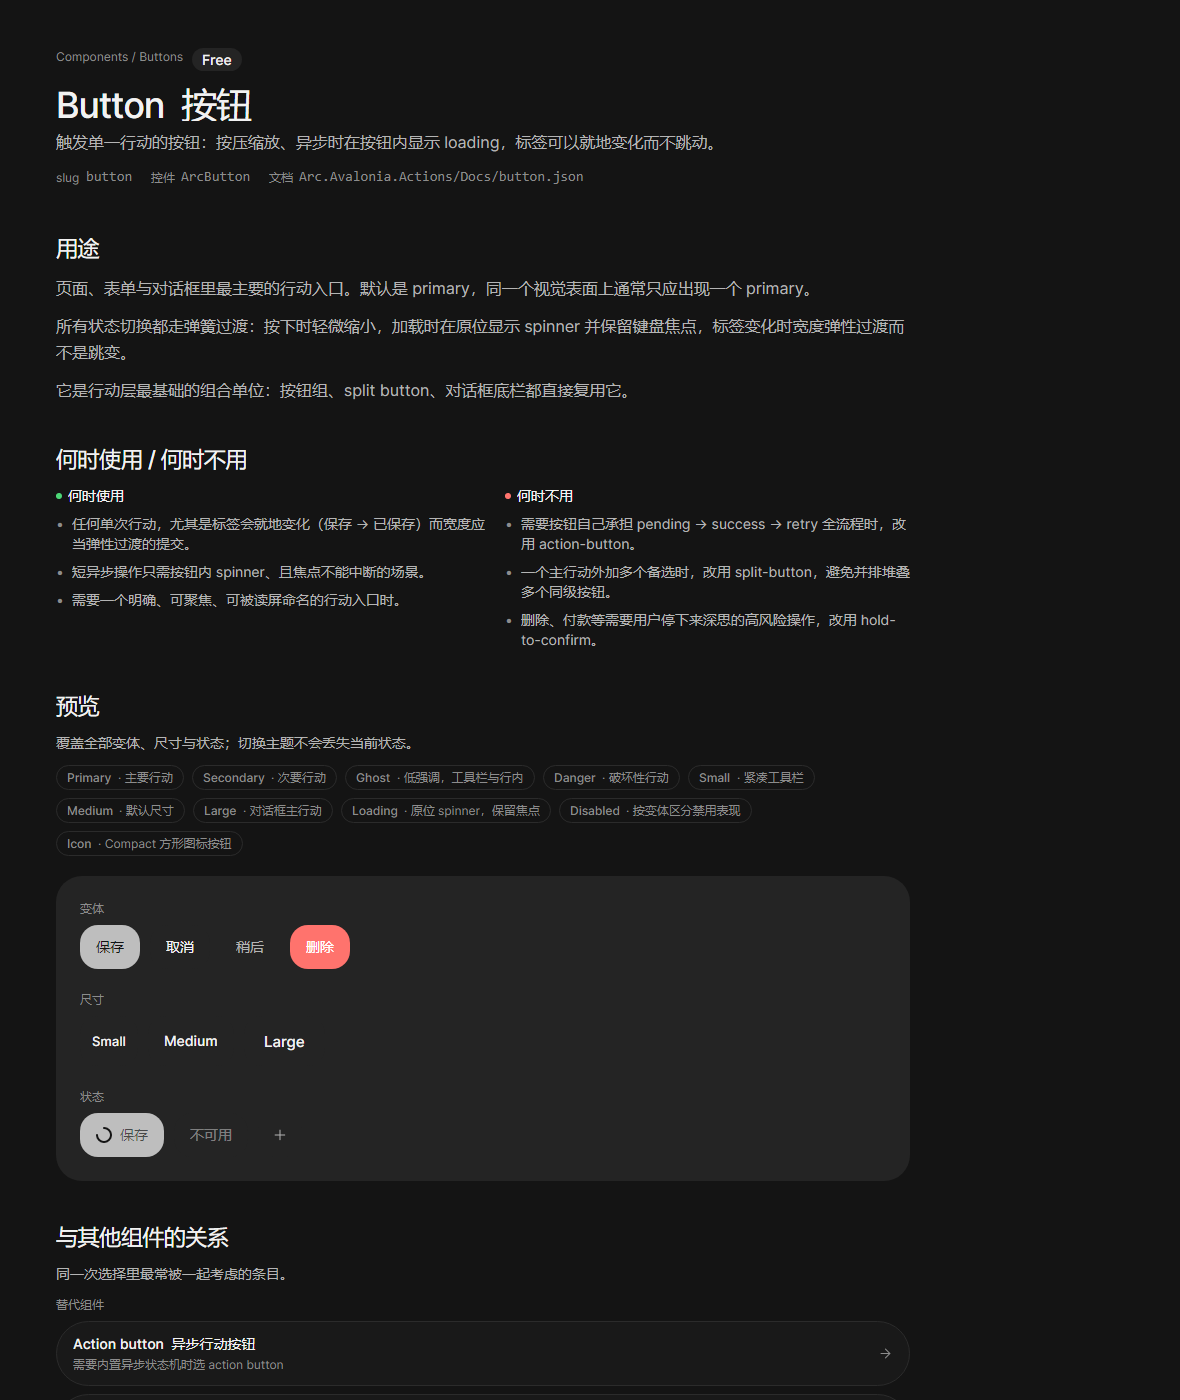 Components / Buttons Free
Button 按钮
触发单一行动的按钮：按压缩放、异步时在按钮内显示 loading，标签可以就地变化而不跳动。
slug button 控件 ArcButton 文档 Arc.Avalonia.Actions/Docs/button.json
用途
页面、表单与对话框里最主要的行动入口。默认是 primary，同一个视觉表面上通常只应出现一个 primary。
所有状态切换都走弹簧过渡：按下时轻微缩小，加载时在原位显示 spinner 并保留键盘焦点，标签变化时宽度弹性过渡而
不是跳变。
它是行动层最基础的组合单位：按钮组、split button、对话框底栏都直接复用它。
何时使用 / 何时不用
何时使用
• 任何单次行动，尤其是标签会就地变化（保存 → 已保存）而宽度应
当弹性过渡的提交。
• 短异步操作只需按钮内 spinner、且焦点不能中断的场景。
• 需要一个明确、可聚焦、可被读屏命名的行动入口时。
何时不用
• 需要按钮自己承担 pending → success → retry 全流程时，改
用 action-button。
• 一个主行动外加多个备选时，改用 split-button，避免并排堆叠
多个同级按钮。
• 删除、付款等需要用户停下来深思的高风险操作，改用 hold-
to-confirm。
预览
覆盖全部变体、尺寸与状态；切换主题不会丢失当前状态。
Primary · 主要行动 Secondary · 次要行动 Ghost · 低强调，工具栏与行内 Danger · 破坏性行动 Small · 紧凑工具栏
Medium · 默认尺寸 Large · 对话框主行动 Loading · 原位 spinner，保留焦点 Disabled · 按变体区分禁用表现
Icon · Compact 方形图标按钮
变体
保存 取消 稍后 删除
尺寸
Small Medium Large
状态
保存 不可用 +
与其他组件的关系
同一次选择里最常被一起考虑的条目。
替代组件
Action button 异步行动按钮
需要内置异步状态机时选 action button